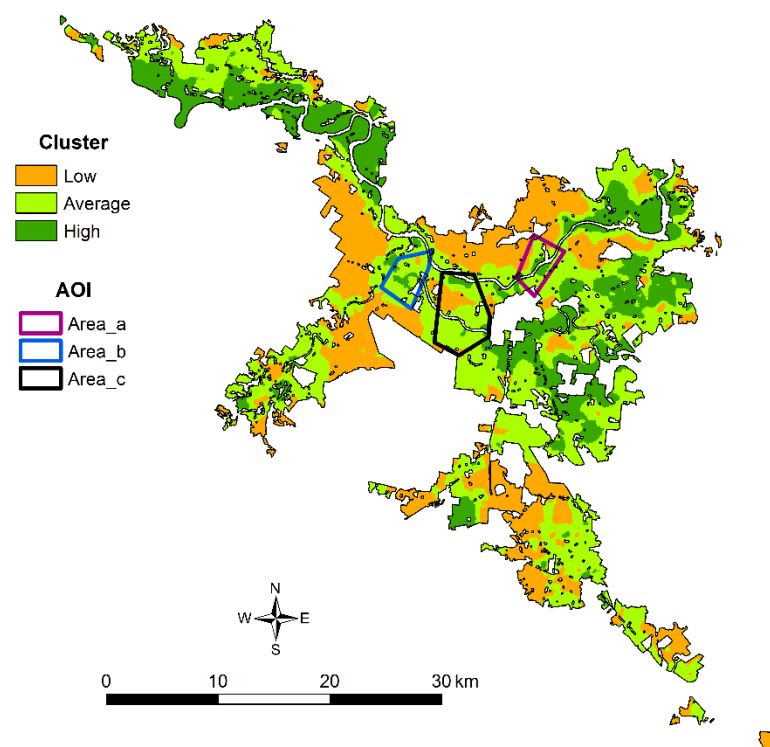 Cluster
Low
Average
High
AOI
Area_a
Area_b
Area_c
N
W E
S
0 10 20 30 km